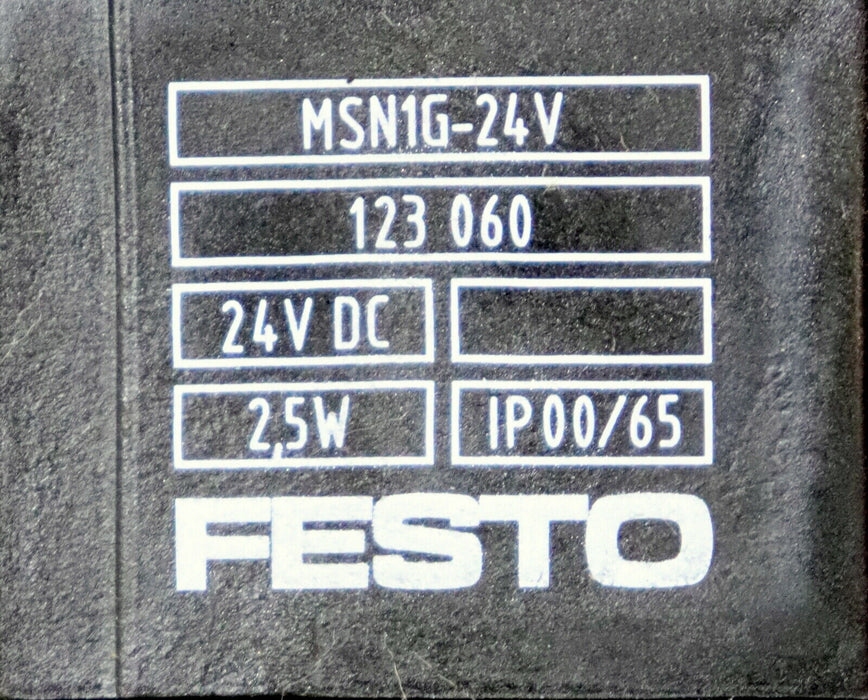 MSN1G-24V
123 060
24V DC
2,5W IP00/65
FESTO